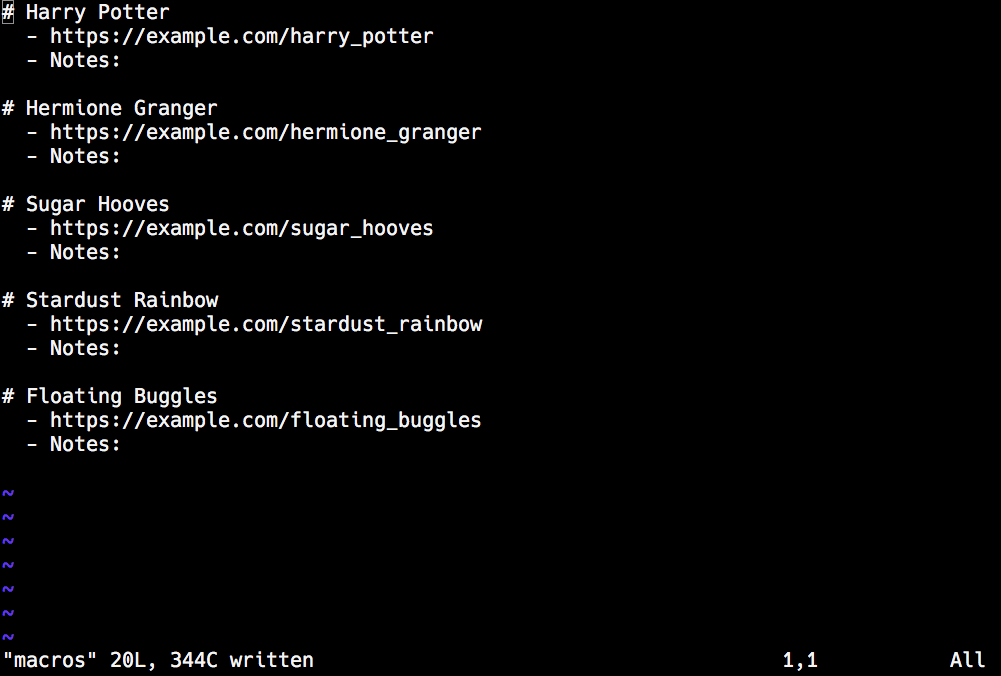 # Harry Potter
  - https://example.com/harry_potter
  - Notes:

# Hermione Granger
  - https://example.com/hermione_granger
  - Notes:

# Sugar Hooves
  - https://example.com/sugar_hooves
  - Notes:

# Stardust Rainbow
  - https://example.com/stardust_rainbow
  - Notes:

# Floating Buggles
  - https://example.com/floating_buggles
  - Notes:

~
~
~
~
~
~
~
"macros" 20L, 344C written 1,1 All